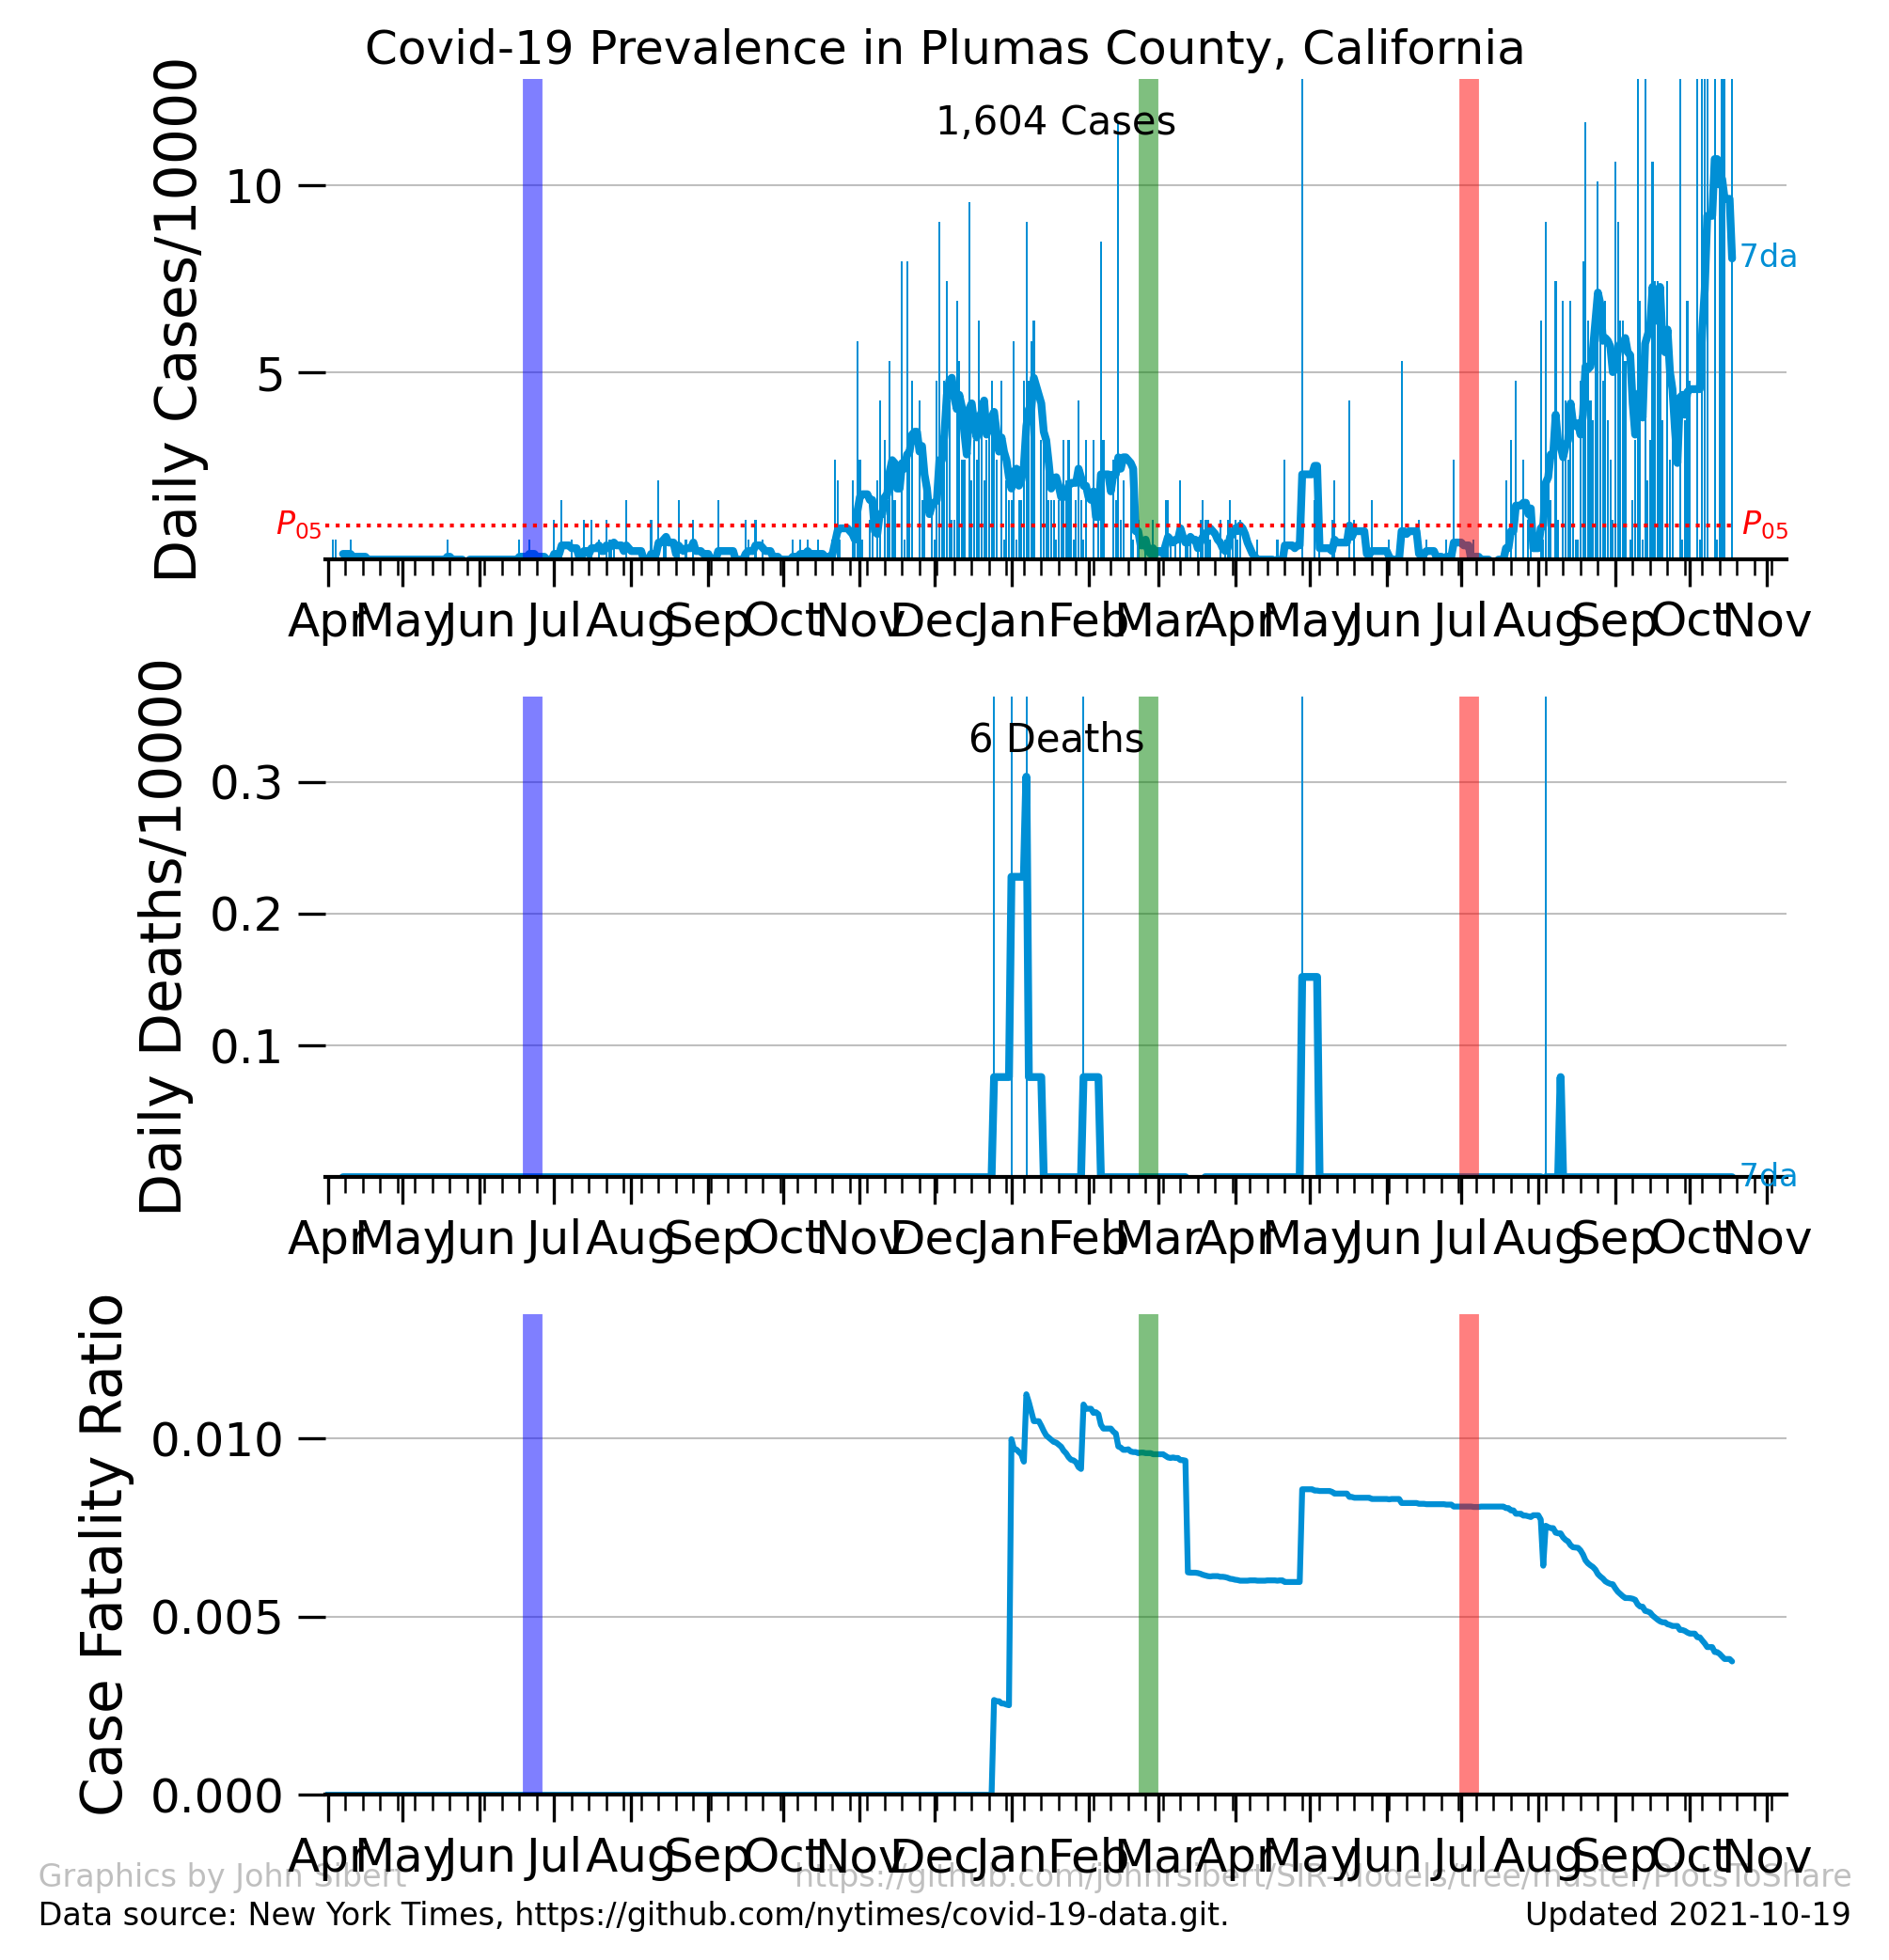 Covid-19 Prevalence in Plumas County, California
1,604 Cases
Daily Cases/10000
10
5
P05
P05
7da
Apr May Jun Jul Aug Sep Oct Nov Dec Jan Feb Mar Apr May Jun Jul Aug Sep Oct Nov
6 Deaths
Daily Deaths/10000
0.3
0.2
0.1
7da
Apr May Jun Jul Aug Sep Oct Nov Dec Jan Feb Mar Apr May Jun Jul Aug Sep Oct Nov
Case Fatality Ratio
0.010
0.005
0.000
Apr May Jun Jul Aug Sep Oct Nov Dec Jan Feb Mar Apr May Jun Jul Aug Sep Oct Nov
Graphics by John Sibert https://github.com/johnrsibert/SIR-Models/tree/master/PlotsToShare
Data source: New York Times, https://github.com/nytimes/covid-19-data.git. Updated 2021-10-19